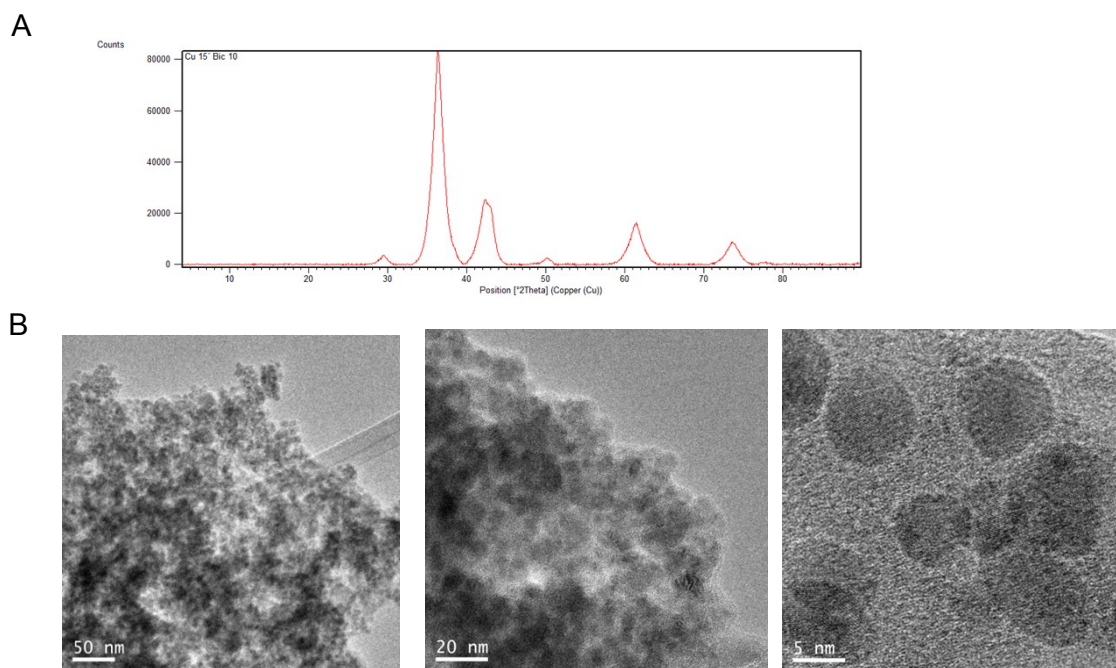 A
Counts
Cu 15' Bic 10
80000
60000
40000
20000
0
10 20 30 40 50 60 70 80
Position [°2Theta] (Copper (Cu))
B
50 nm
20 nm
5 nm